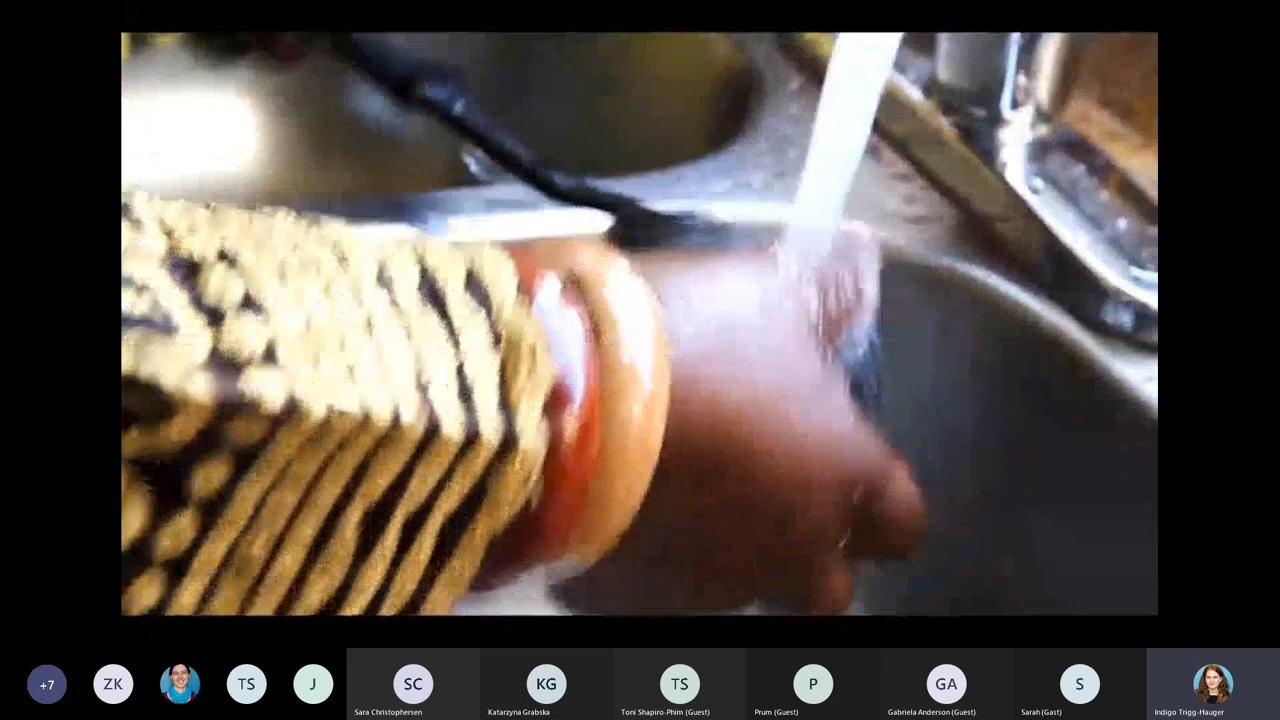 +7
ZK
TS
J
SC
KG
TS
P
GA
S
Sara Christophersen
Katarzyna Grabska
Toni Shapiro-Phim (Guest)
Prum (Guest)
Gabriela Anderson (Guest)
Sarah (Gast)
Indigo Trigg-Hauger